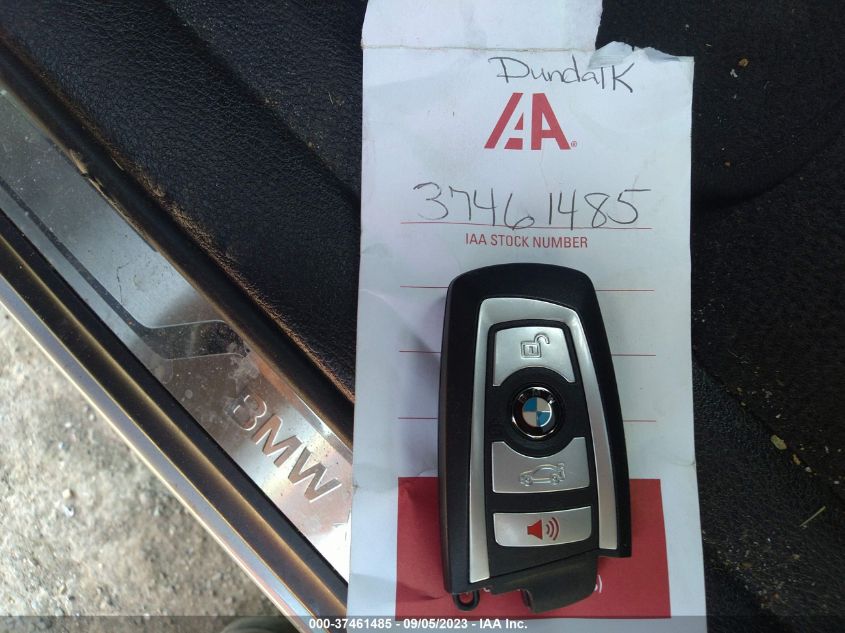 Dundalk
IAA
37461485
IAA STOCK NUMBER
BMW
000-37461485 - 09/05/2023 - IAA Inc.